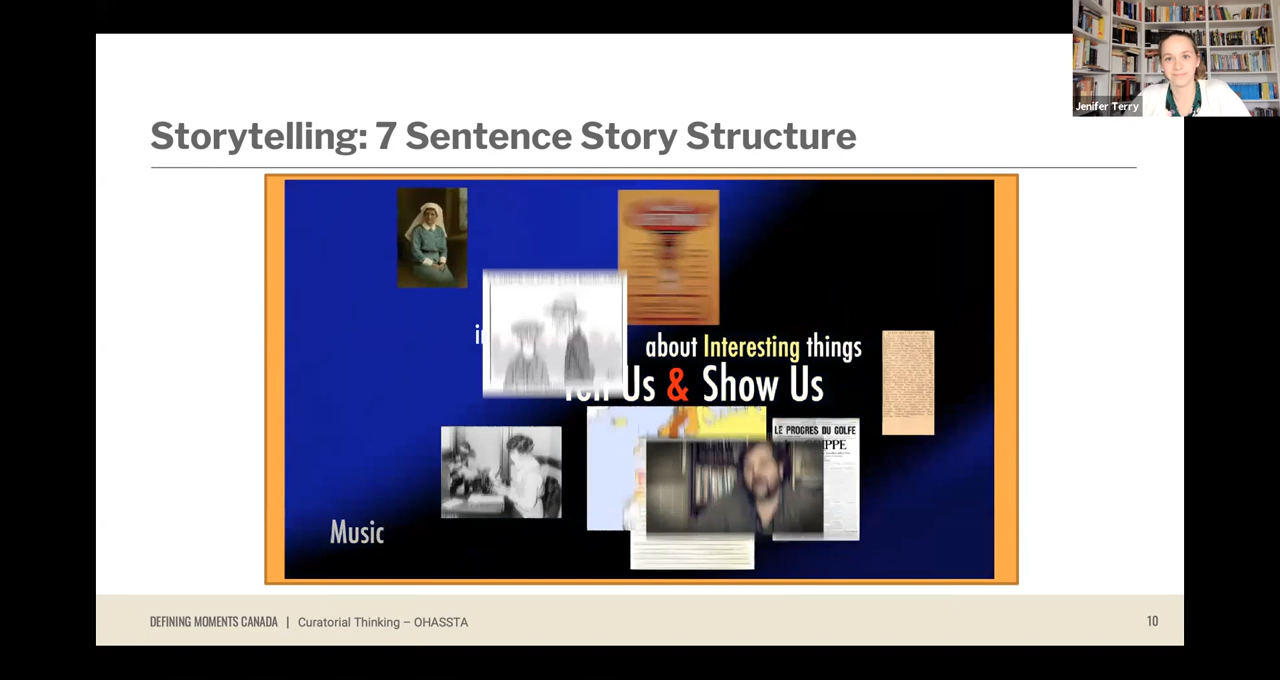 Jenifer Terry
Storytelling: 7 Sentence Story Structure
about Interesting things
Us & Show Us
LE PROGRES DU GOLFE
Music
DEFINING MOMENTS CANADA | Curatorial Thinking – OHASSTA
10